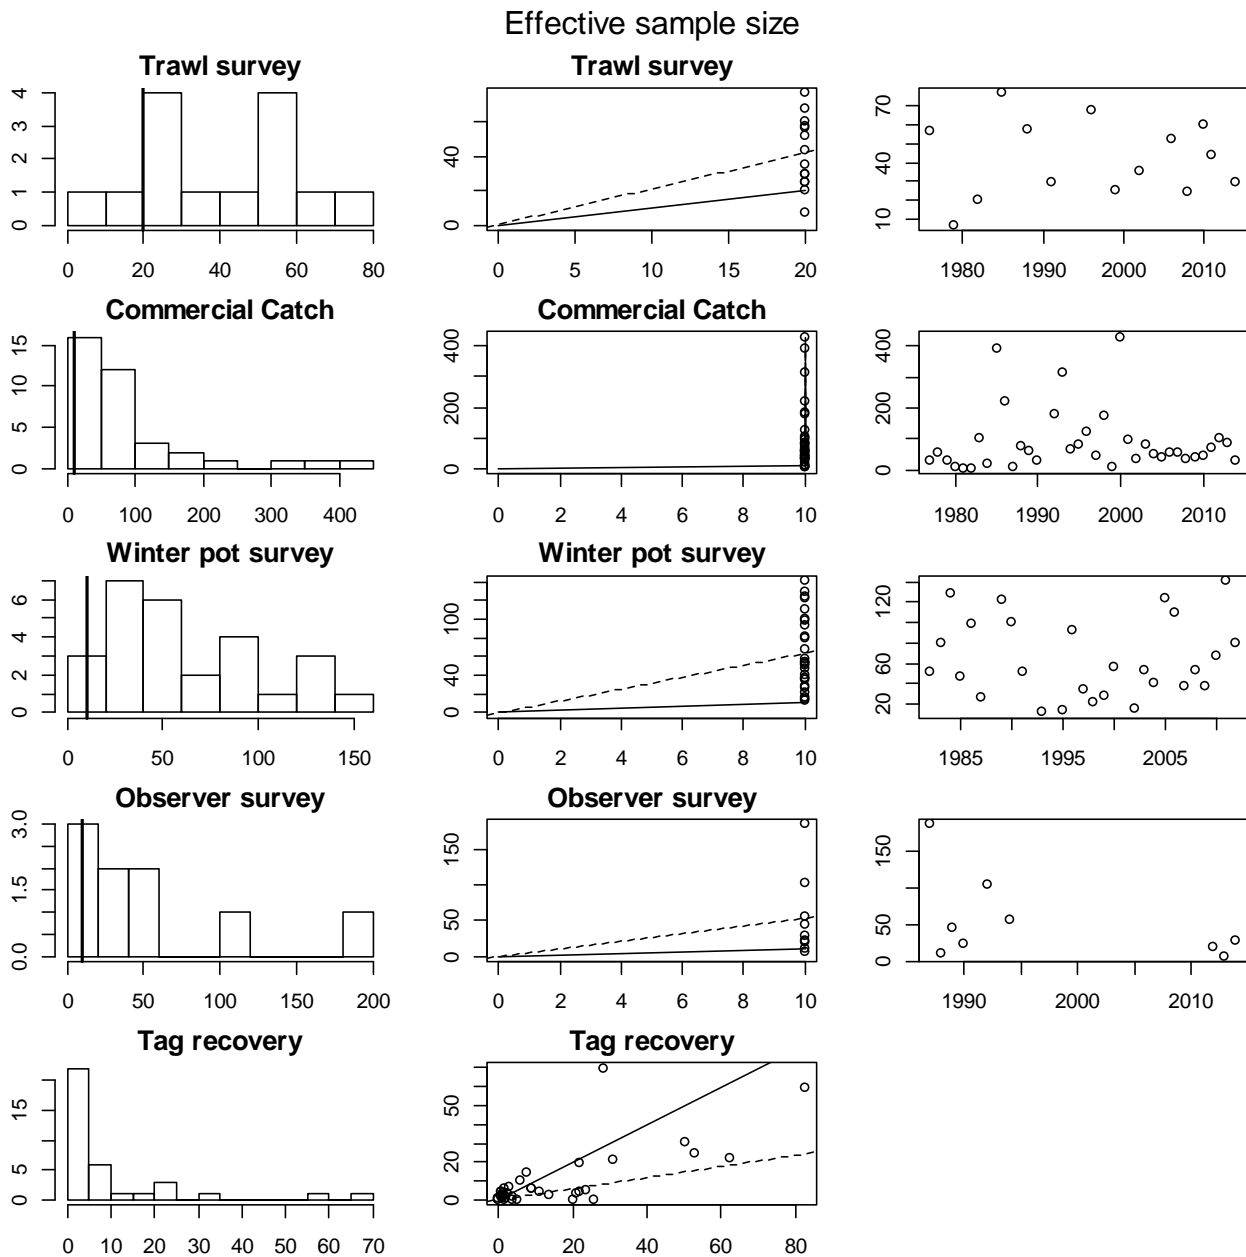 Effective sample size
Trawl survey
0 1 2 3 4
0 20 40 60 80
Trawl survey
0 40
0 5 10 15 20
10 40 70
1980 1990 2000 2010
Commercial Catch
0 5 10 15
0 100 200 300 400
Commercial Catch
0 200 400
0 2 4 6 8 10
0 200 400
1980 1990 2000 2010
Winter pot survey
0 2 4 6
0 50 100 150
Winter pot survey
0 40 100
0 2 4 6 8 10
20 60 120
1985 1995 2005
Observer survey
0.0 1.5 3.0
0 50 100 150 200
Observer survey
0 50 150
0 2 4 6 8 10
0 50 150
1990 2000 2010
Tag recovery
0 5 15
0 10 20 30 40 50 60 70
Tag recovery
0 20 50
0 20 40 60 80